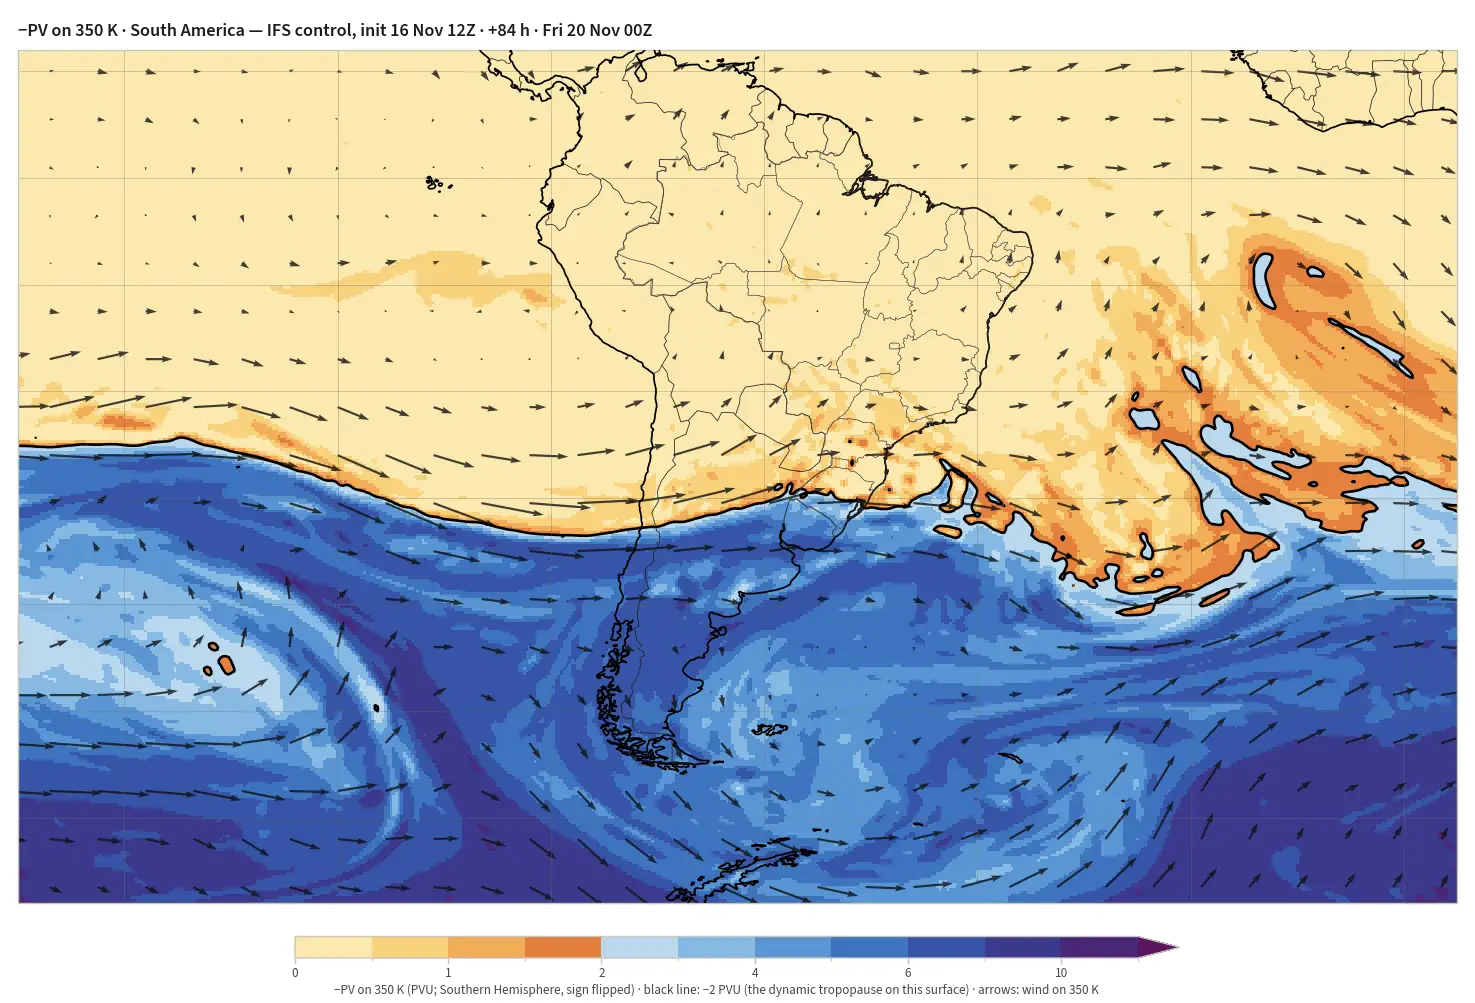 −PV on 350 K · South America — IFS control, init 16 Nov 12Z · +84 h · Fri 20 Nov 00Z
0 1 2 4 6 10
−PV on 350 K (PVU; Southern Hemisphere, sign flipped) · black line: −2 PVU (the dynamic tropopause on this surface) · arrows: wind on 350 K